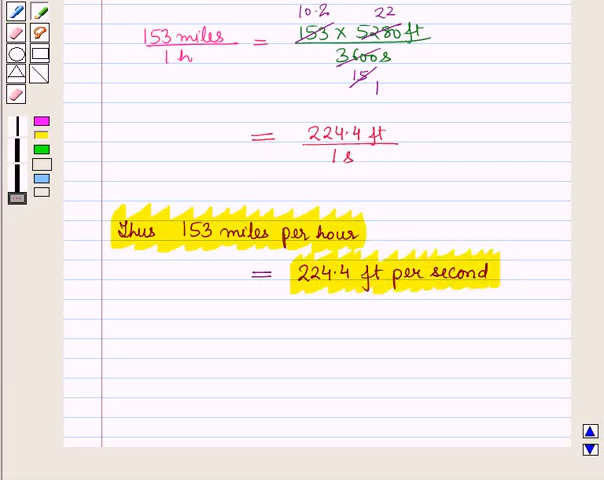 10.2 22
153 miles / 1 h = 153 × 5280 ft / 3600 s
15
1
= 224.4 ft / 1 s
Thus 153 miles per hour
= 224.4 ft per second